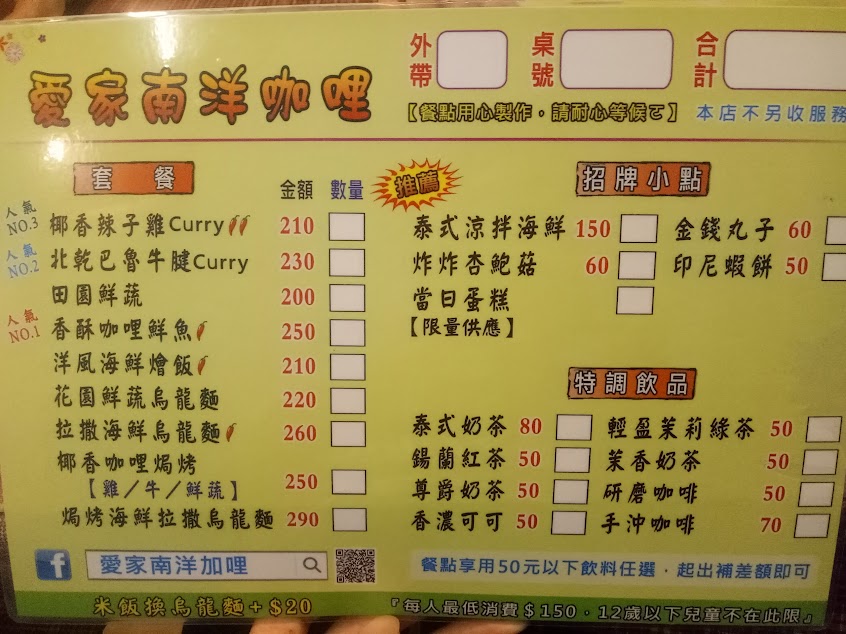 外帶
桌號
合計
愛家南洋咖哩
【餐點用心製作。請耐心等候ㄛ】
本店不另收服務
套餐
金額 數量
人氣NO.3 椰香辣子雞Curry 210
人氣NO.2 北乾巴魯牛腱Curry 230
田園鮮蔬 200
人氣NO.1 香酥咖哩鮮魚 250
洋風海鮮燴飯 210
花園鮮蔬烏龍麵 220
拉撒海鮮烏龍麵 260
椰香咖哩焗烤
【雞/牛/鮮蔬】 250
焗烤海鮮拉撒烏龍麵 290
推薦
招牌小點
泰式涼拌海鮮 150 金錢丸子 60
炸炸杏鮑菇 60 印尼蝦餅 50
當日蛋糕
【限量供應】
特調飲品
泰式奶茶 80 輕盈茉莉綠茶 50
錫蘭紅茶 50 茉香奶茶 50
尊爵奶茶 50 研磨咖啡 50
香濃可可 50 手沖咖啡 70
f 愛家南洋加哩
餐點享用50元以下飲料任選，起出補差額即可
米飯換烏龍麵+$20
『每人最低消費$150，12歲以下兒童不在此限』